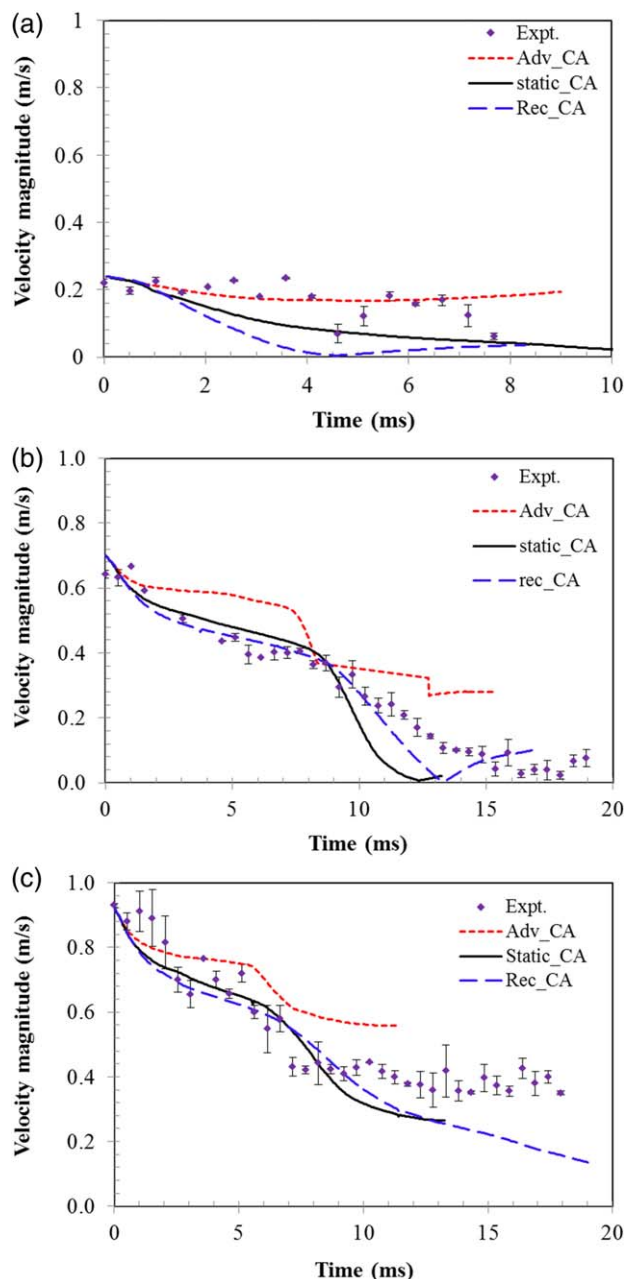 (a)
1
0.8
0.6
0.4
0.2
0
Velocity magnitude (m/s)
Expt.
Adv_CA
static_CA
Rec_CA
0 2 4 6 8 10
Time (ms)
(b)
1.0
0.8
0.6
0.4
0.2
0.0
Velocity magnitude (m/s)
Expt.
Adv_CA
static_CA
rec_CA
0 5 10 15 20
Time (ms)
(c)
1.0
0.8
0.6
0.4
0.2
0.0
Velocity magnitude (m/s)
Expt.
Adv_CA
Static_CA
Rec_CA
0 5 10 15 20
Time (ms)